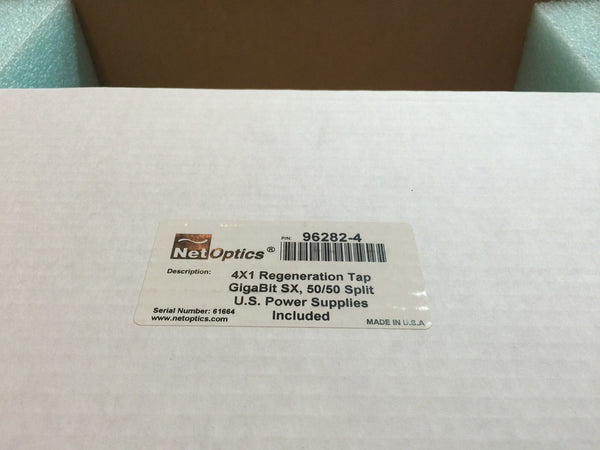 NetOptics®
P/N: 96282-4
Description: 4X1 Regeneration Tap
GigaBit SX, 50/50 Split
U.S. Power Supplies
Included
Serial Number: 61664
www.netoptics.com
MADE IN U.S.A